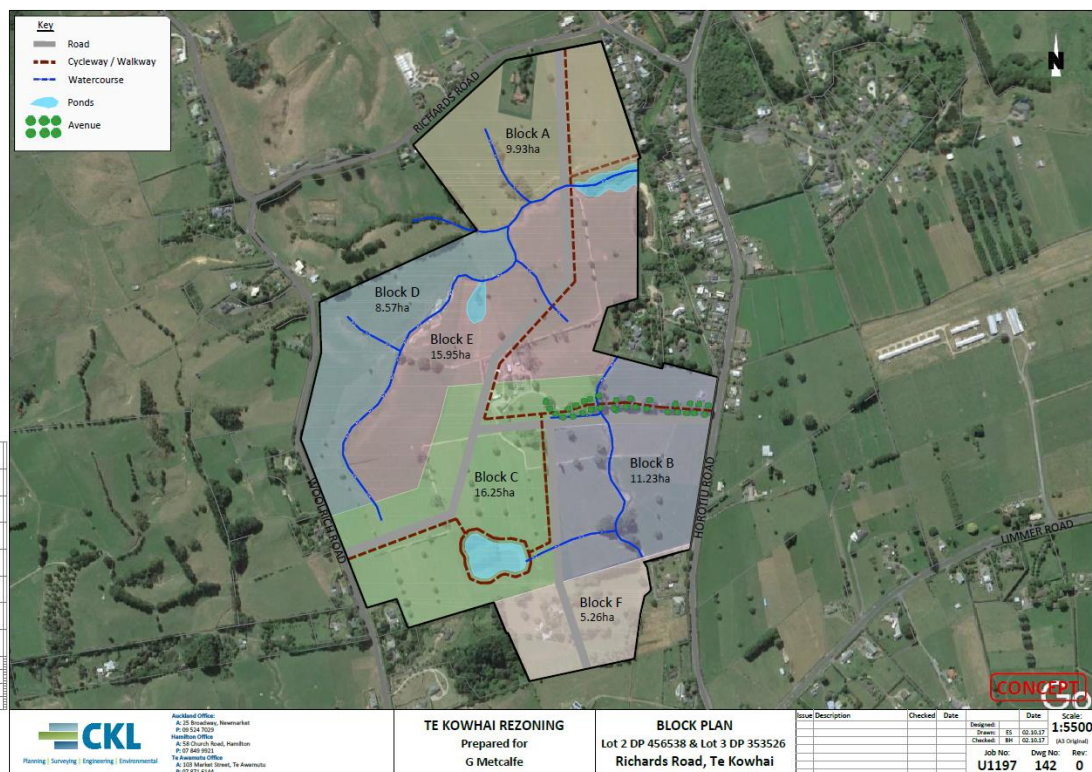 Key
Road
Cycleway / Walkway
Watercourse
Ponds
Avenue
N
RICHARDS ROAD
Block A
9.93ha
Block D
8.57ha
Block E
15.95ha
Block C
16.25ha
Block B
11.23ha
Block F
5.26ha
WOOLRICH ROAD
HOROTIU ROAD
LIMMER ROAD
CONCEPT
Go
CKL
Planning | Surveying | Engineering | Environmental
Auckland Office:
A: 25 Broadway, Newmarket
P: 09 524 7029
Hamilton Office
A: 58 Church Road, Hamilton
P: 07 849 9921
Te Awamutu Office
A: 103 Market Street, Te Awamutu
P: 07 871 6144
TE KOWHAI REZONING
Prepared for
G Metcalfe
BLOCK PLAN
Lot 2 DP 456538 & Lot 3 DP 353526
Richards Road, Te Kowhai
Issue Description Checked Date
Date
Designed:
Drawn: ES 02.10.17
Checked: BH 02.10.17
Scale:
1:5500
(A3 Original)
Job No: Dwg No: Rev:
U1197 142 0